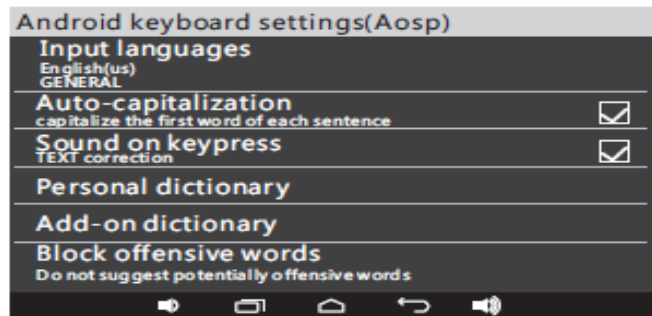 Android keyboard settings(Aosp)
Input languages
English(us)
GENERAL
Auto-capitalization
capitalize the first word of each sentence
Sound on keypress
TEXT correction
Personal dictionary
Add-on dictionary
Block offensive words
Do not suggest potentially offensive words